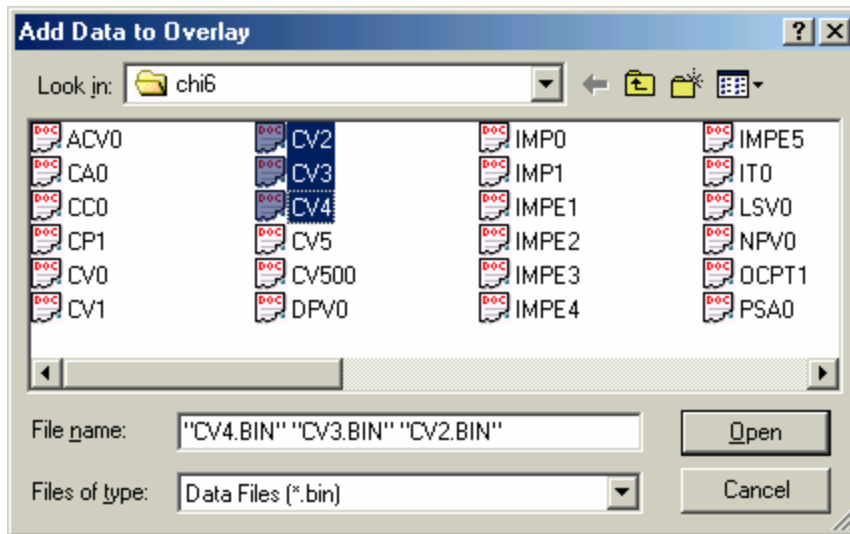 Add Data to Overlay
Look in: chi6
ACV0 CV2 IMP0 IMPE5
CA0 CV3 IMP1 IT0
CC0 CV4 IMPE1 LSV0
CP1 CV5 IMPE2 NPV0
CV0 CV500 IMPE3 OCPT1
CV1 DPV0 IMPE4 PSA0
File name: "CV4.BIN" "CV3.BIN" "CV2.BIN" Open
Files of type: Data Files (*.bin) Cancel